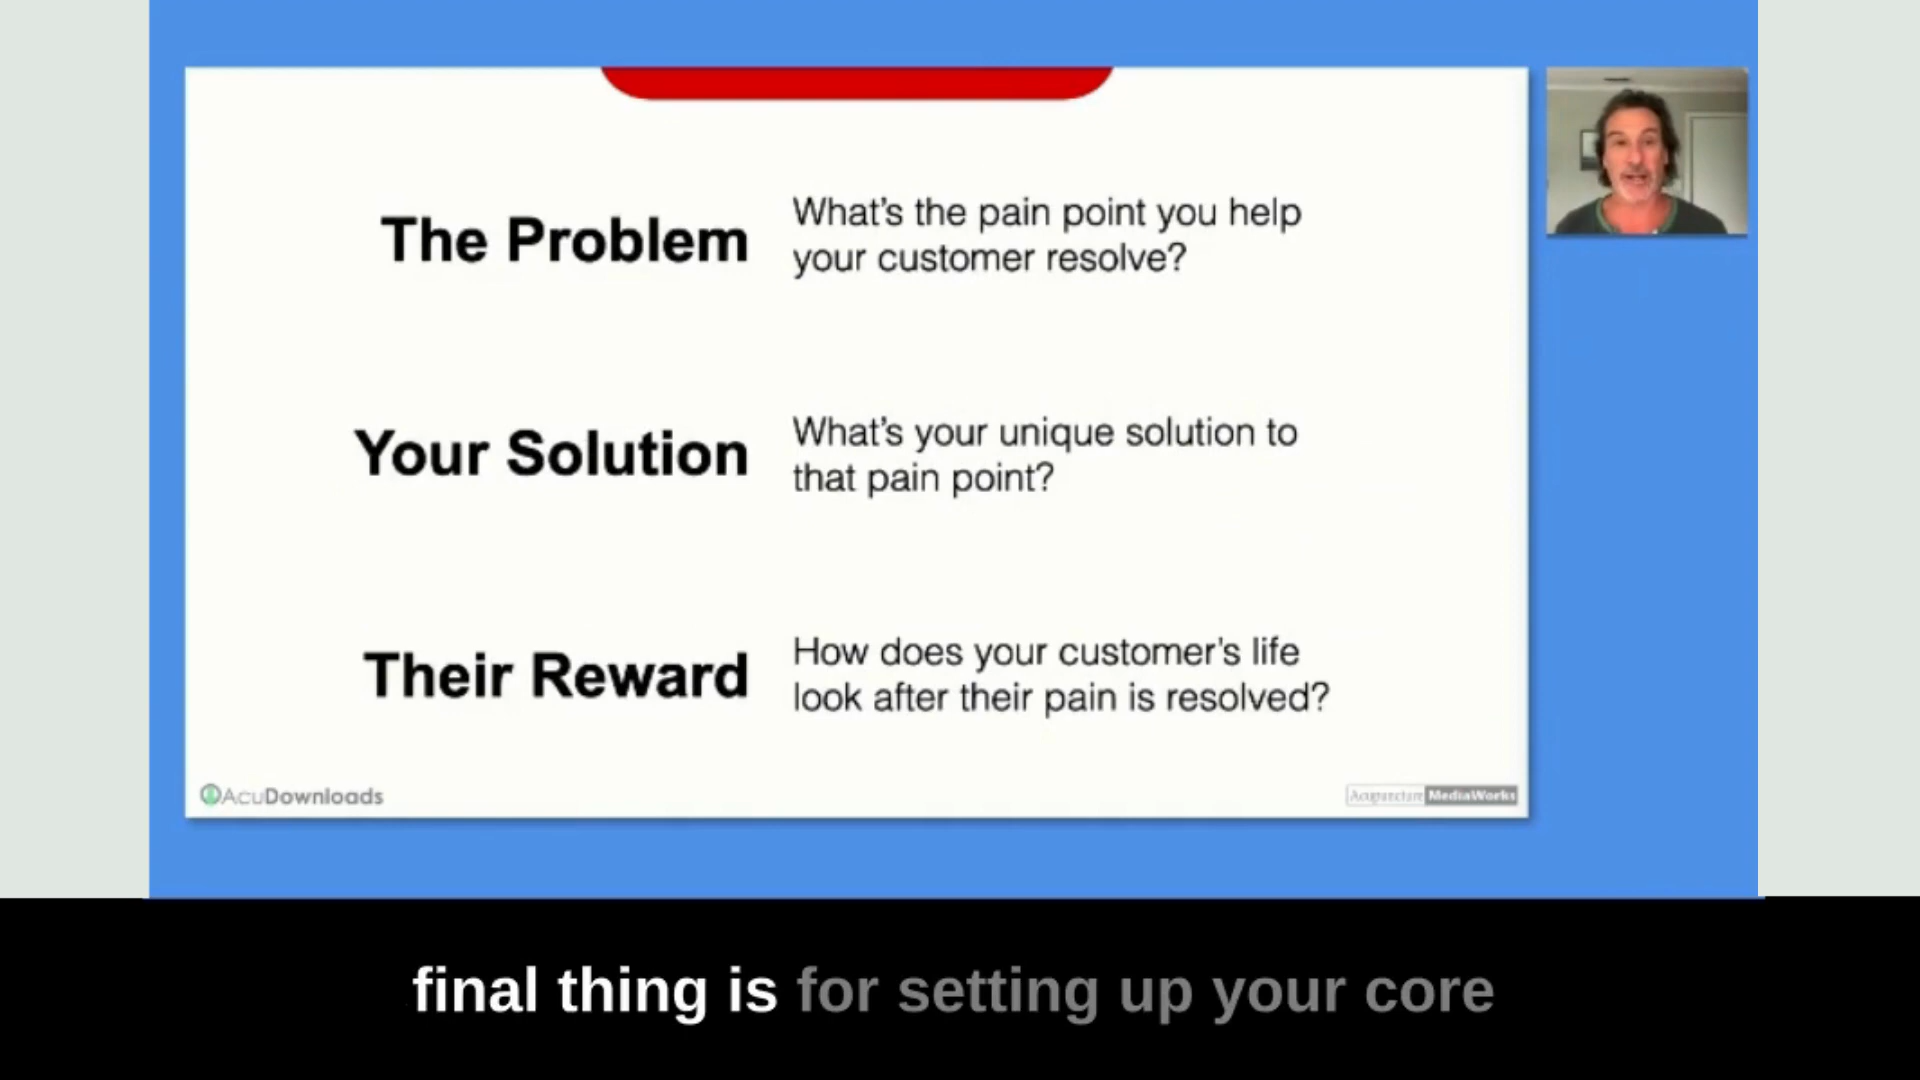 The Problem
What's the pain point you help
your customer resolve?
Your Solution
What's your unique solution to
that pain point?
Their Reward
How does your customer's life
look after their pain is resolved?
AcuDownloads
Acupuncture MediaWorks
final thing is for setting up your core